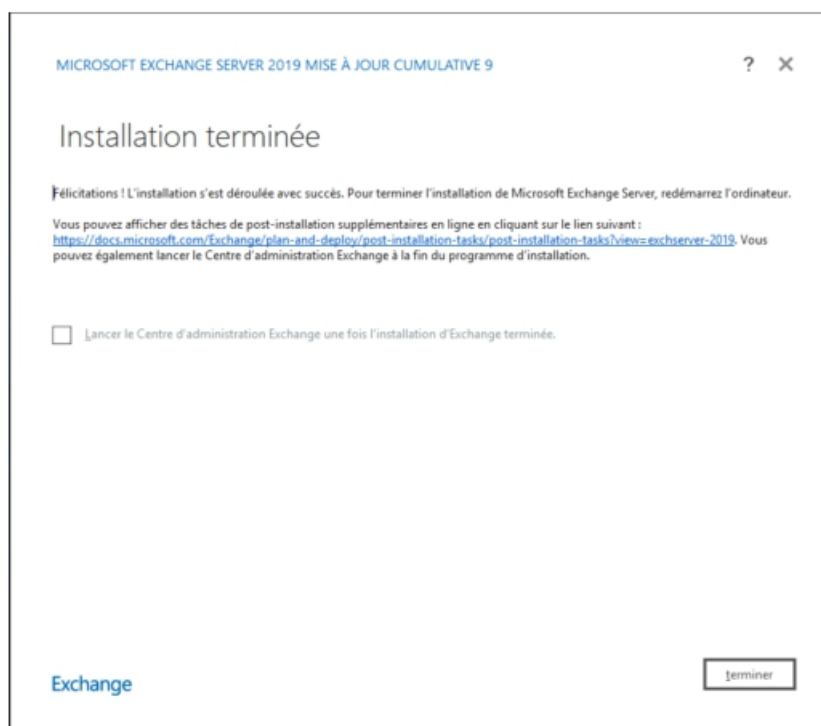 MICROSOFT EXCHANGE SERVER 2019 MISE À JOUR CUMULATIVE 9
? ×
Installation terminée
Félicitations ! L'installation s'est déroulée avec succès. Pour terminer l'installation de Microsoft Exchange Server, redémarrez l'ordinateur.
Vous pouvez afficher des tâches de post-installation supplémentaires en ligne en cliquant sur le lien suivant :
https://docs.microsoft.com/Exchange/plan-and-deploy/post-installation-tasks/post-installation-tasks?view=exchserver-2019. Vous
pouvez également lancer le Centre d'administration Exchange à la fin du programme d'installation.
Lancer le Centre d'administration Exchange une fois l'installation d'Exchange terminée.
Exchange
terminer